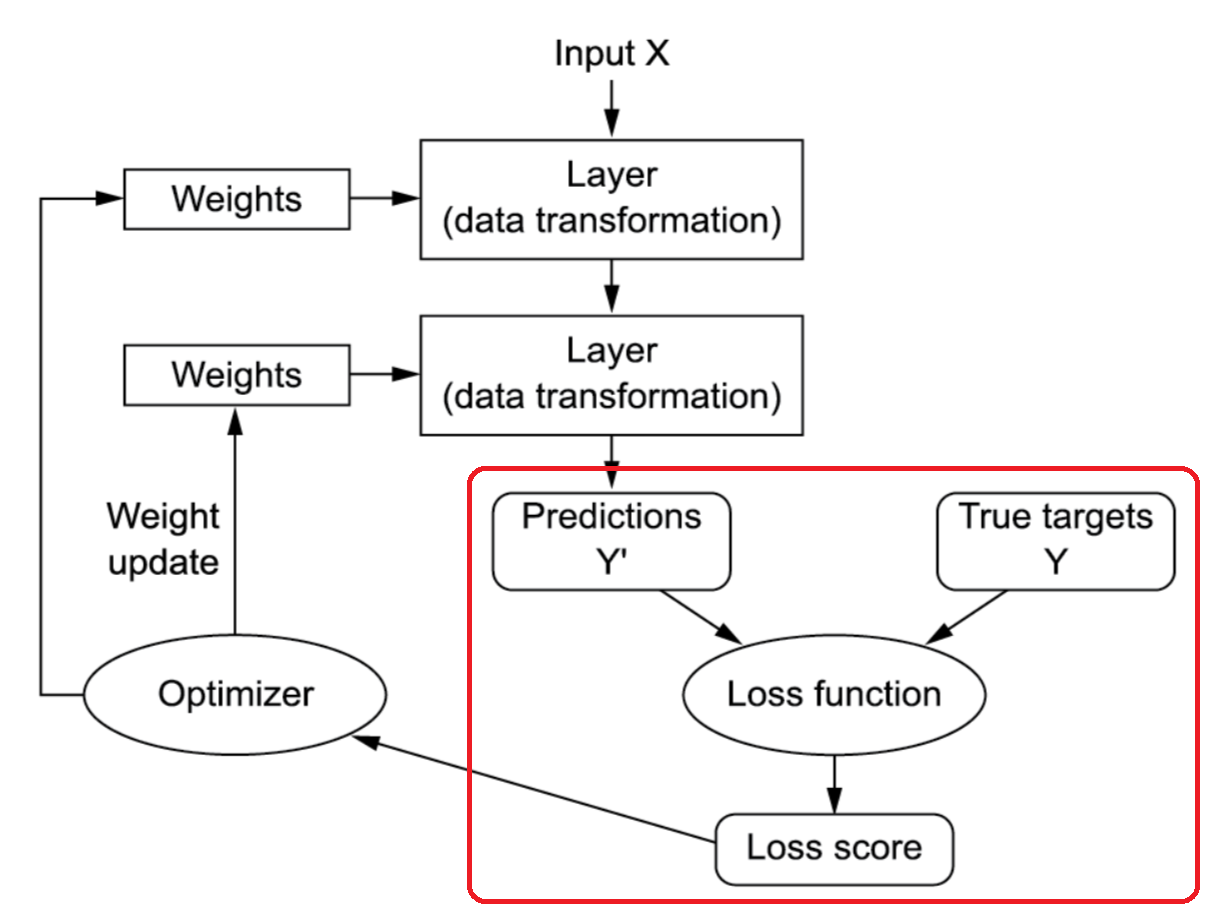 Input X
Weights
Layer
(data transformation)
Weights
Layer
(data transformation)
Weight
update
Predictions
Y'
True targets
Y
Optimizer
Loss function
Loss score